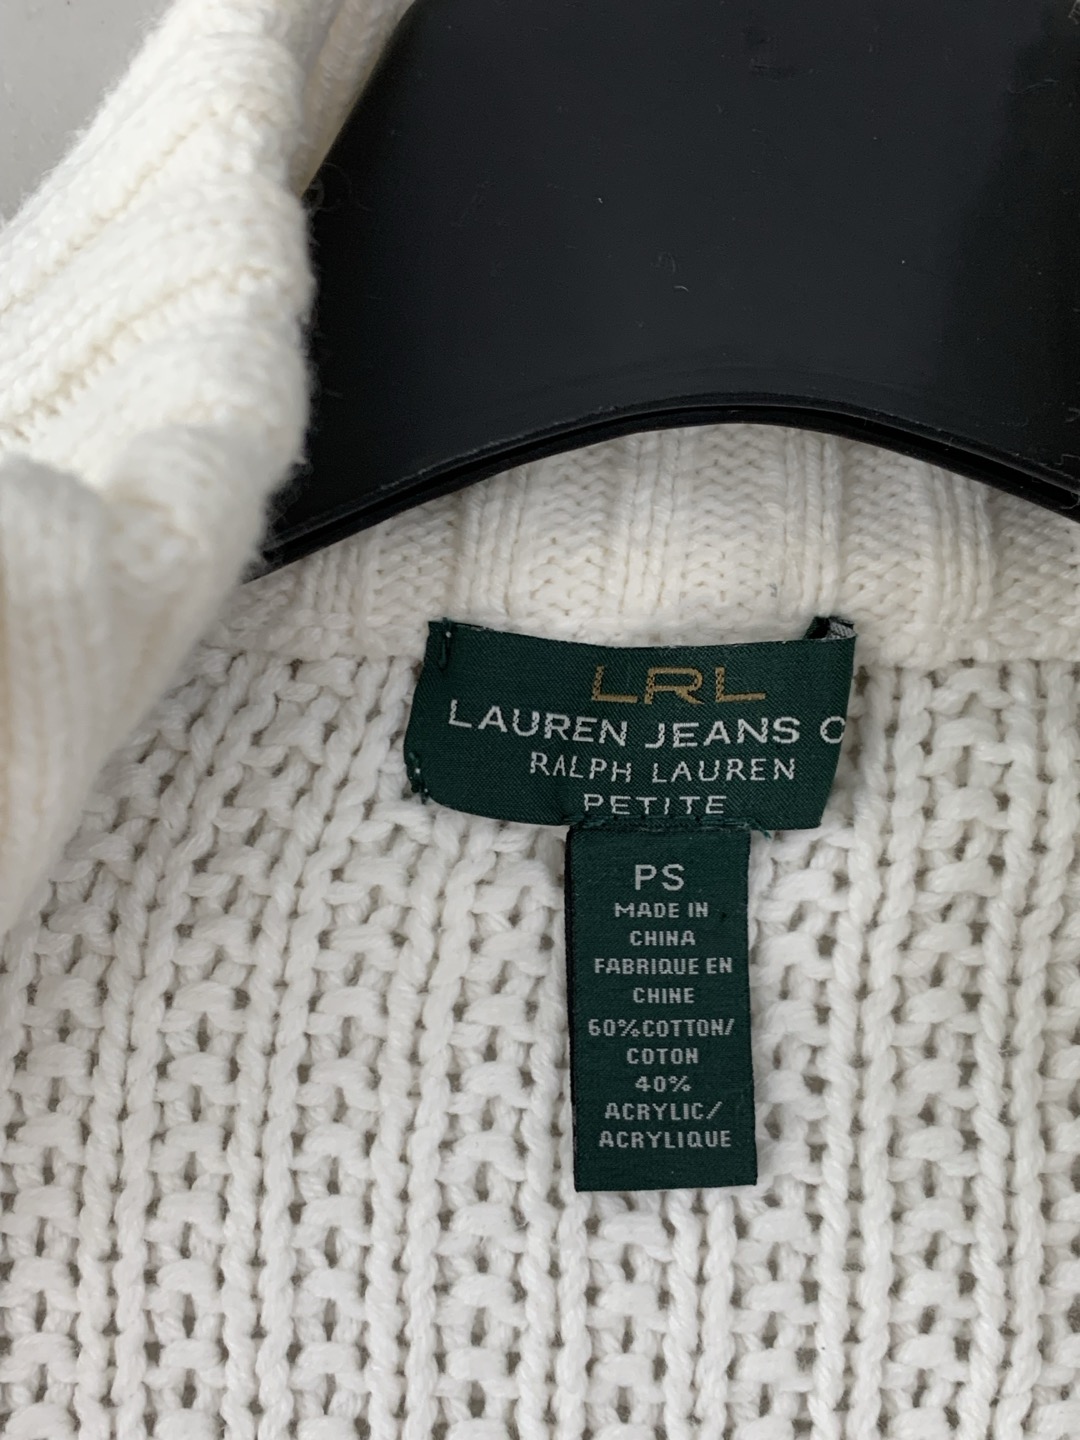 LRL
LAUREN JEANS C
RALPH LAUREN
PETITE
PS
MADE IN
CHINA
FABRIQUE EN
CHINE
60%COTTON/
COTON
40%
ACRYLIC/
ACRYLIQUE